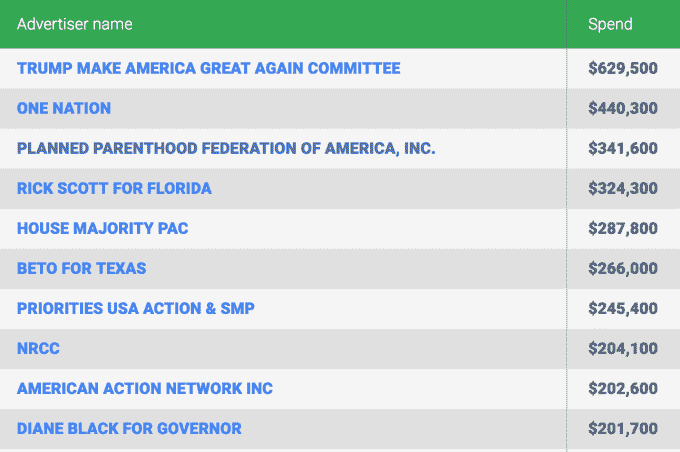 Advertiser name Spend
TRUMP MAKE AMERICA GREAT AGAIN COMMITTEE $629,500
ONE NATION $440,300
PLANNED PARENTHOOD FEDERATION OF AMERICA, INC. $341,600
RICK SCOTT FOR FLORIDA $324,300
HOUSE MAJORITY PAC $287,800
BETO FOR TEXAS $266,000
PRIORITIES USA ACTION & SMP $245,400
NRCC $204,100
AMERICAN ACTION NETWORK INC $202,600
DIANE BLACK FOR GOVERNOR $201,700